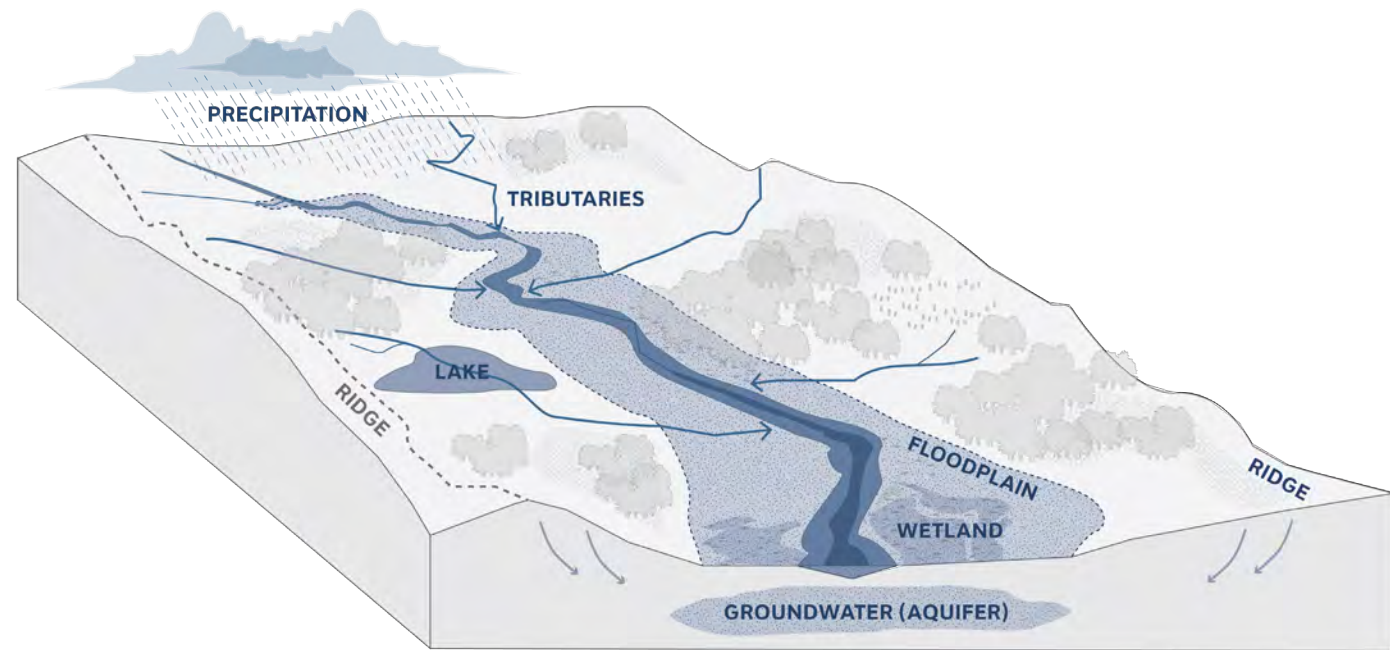 PRECIPITATION
TRIBUTARIES
LAKE
RIDGE
FLOODPLAIN
RIDGE
WETLAND
GROUNDWATER (AQUIFER)